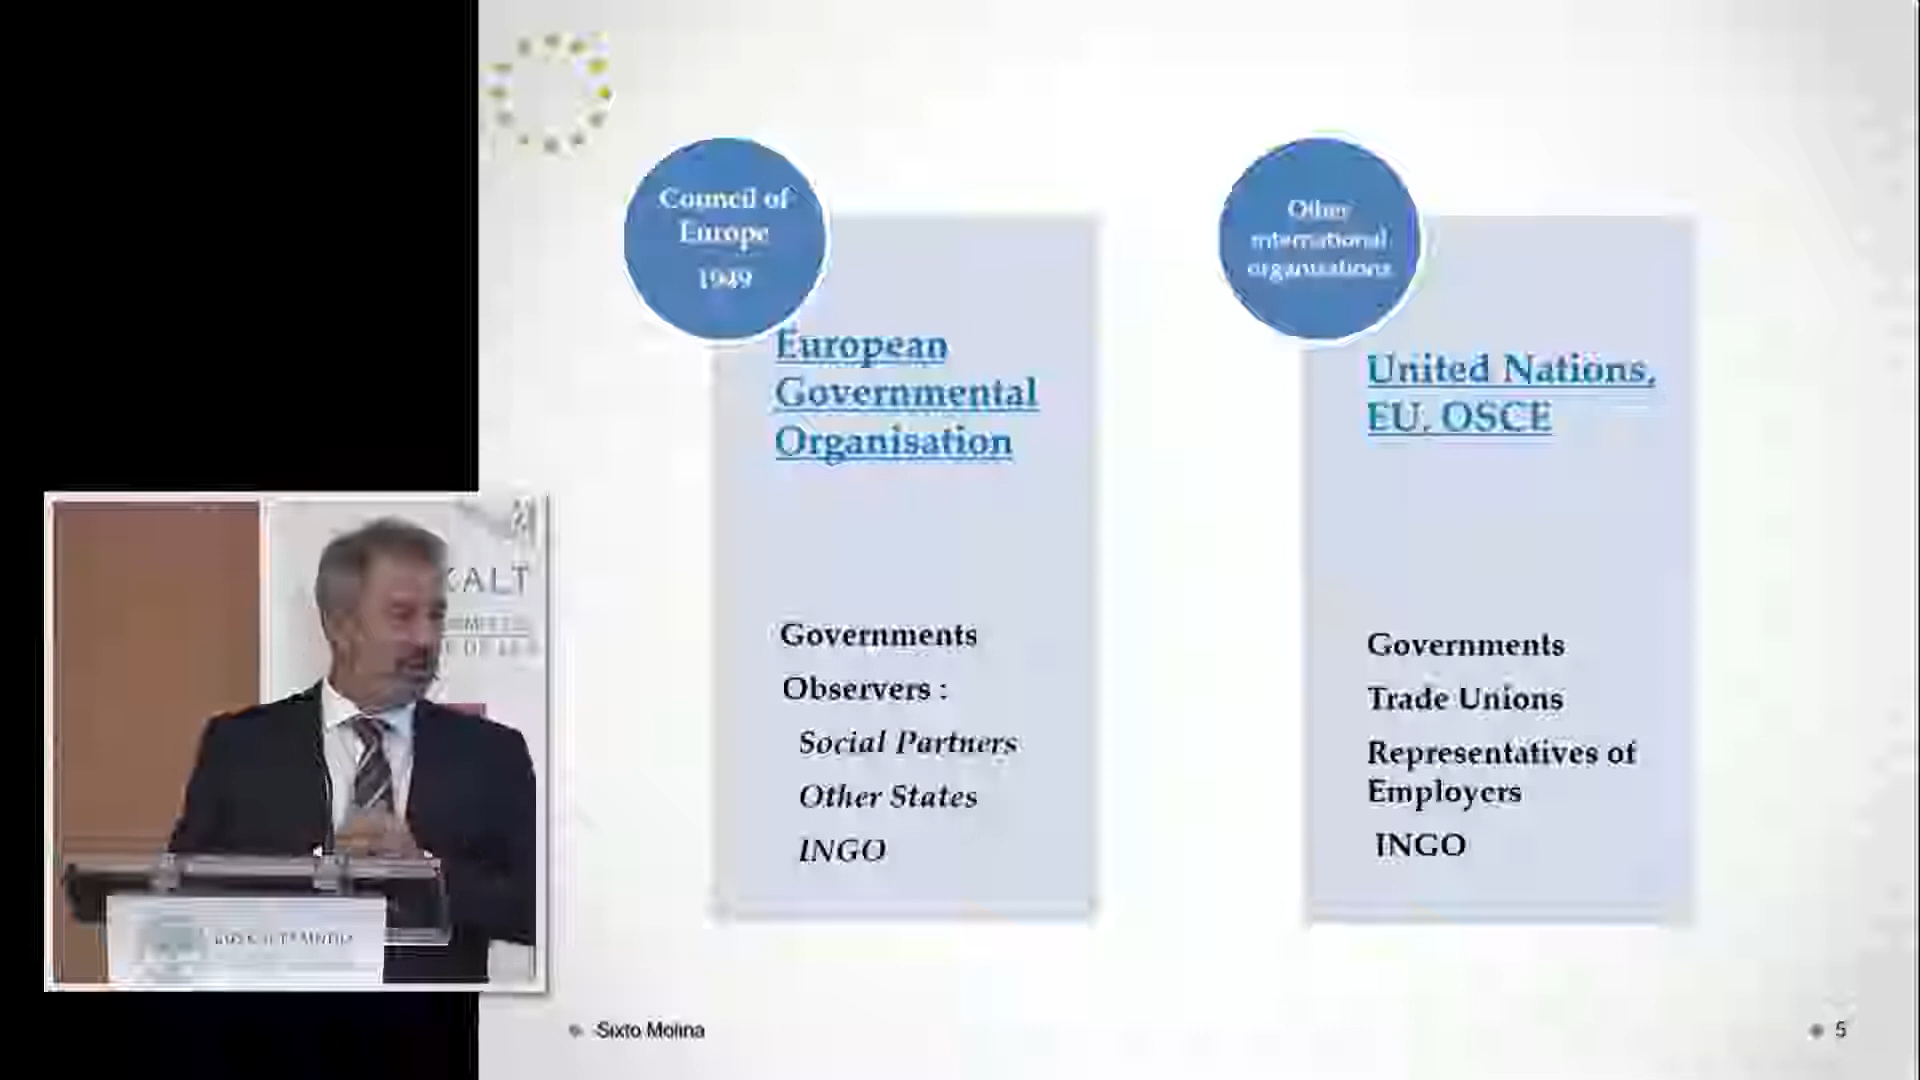 Council of
Europe
1949
European
Governmental
Organisation
Governments
Observers :
Social Partners
Other States
INGO
Other
international
organisations
United Nations,
EU, OSCE
Governments
Trade Unions
Representatives of
Employers
INGO
KALT
Sixto Molina
5